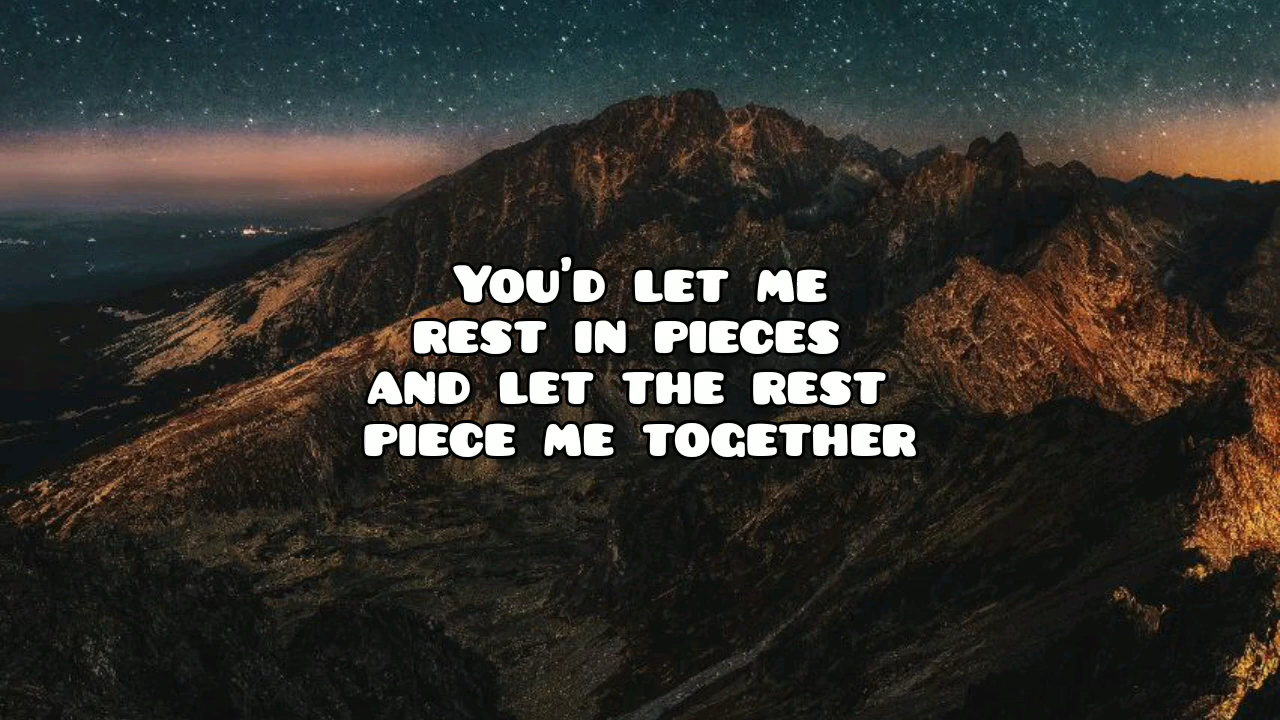 You'd let me
rest in pieces
and let the rest
piece me together